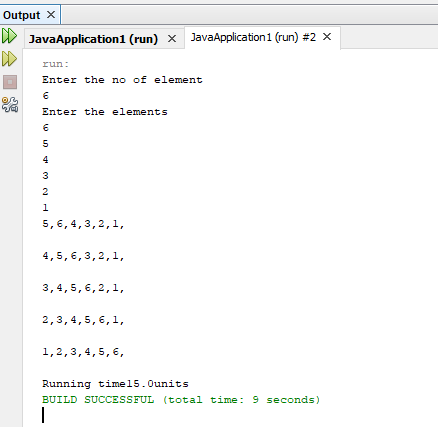 Output
JavaApplication1 (run)
JavaApplication1 (run) #2
run:
Enter the no of element
6
Enter the elements
6
5
4
3
2
1
5,6,4,3,2,1,
4,5,6,3,2,1,
3,4,5,6,2,1,
2,3,4,5,6,1,
1,2,3,4,5,6,
Running time15.0units
BUILD SUCCESSFUL (total time: 9 seconds)